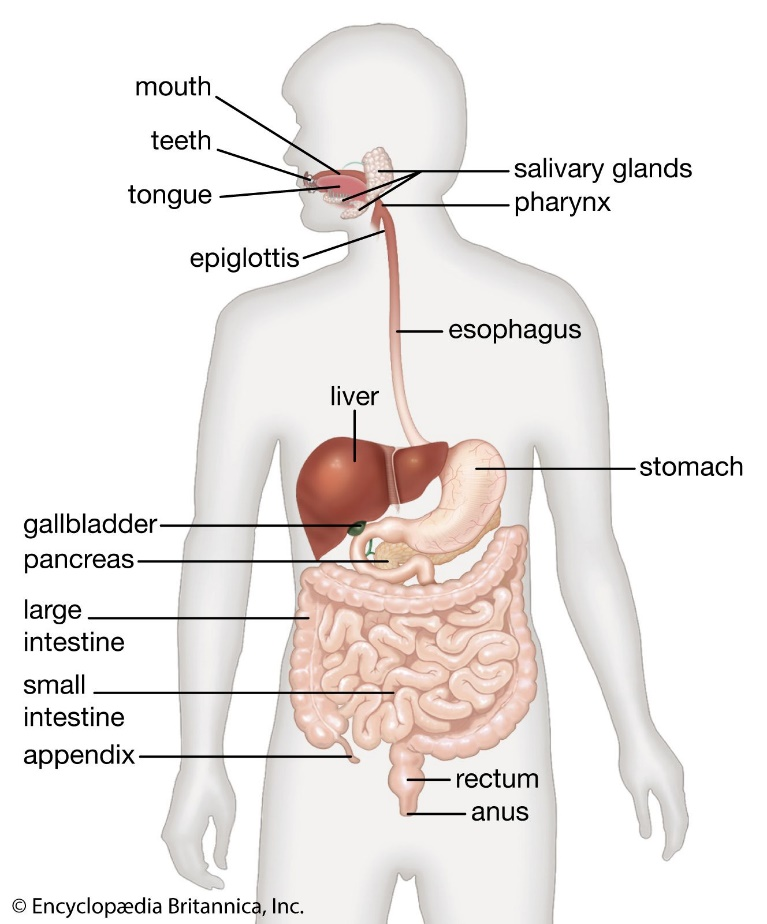 mouth
teeth
salivary glands
tongue
pharynx
epiglottis
esophagus
liver
stomach
gallbladder
pancreas
large
intestine
small
intestine
appendix
rectum
anus
© Encyclopædia Britannica, Inc.